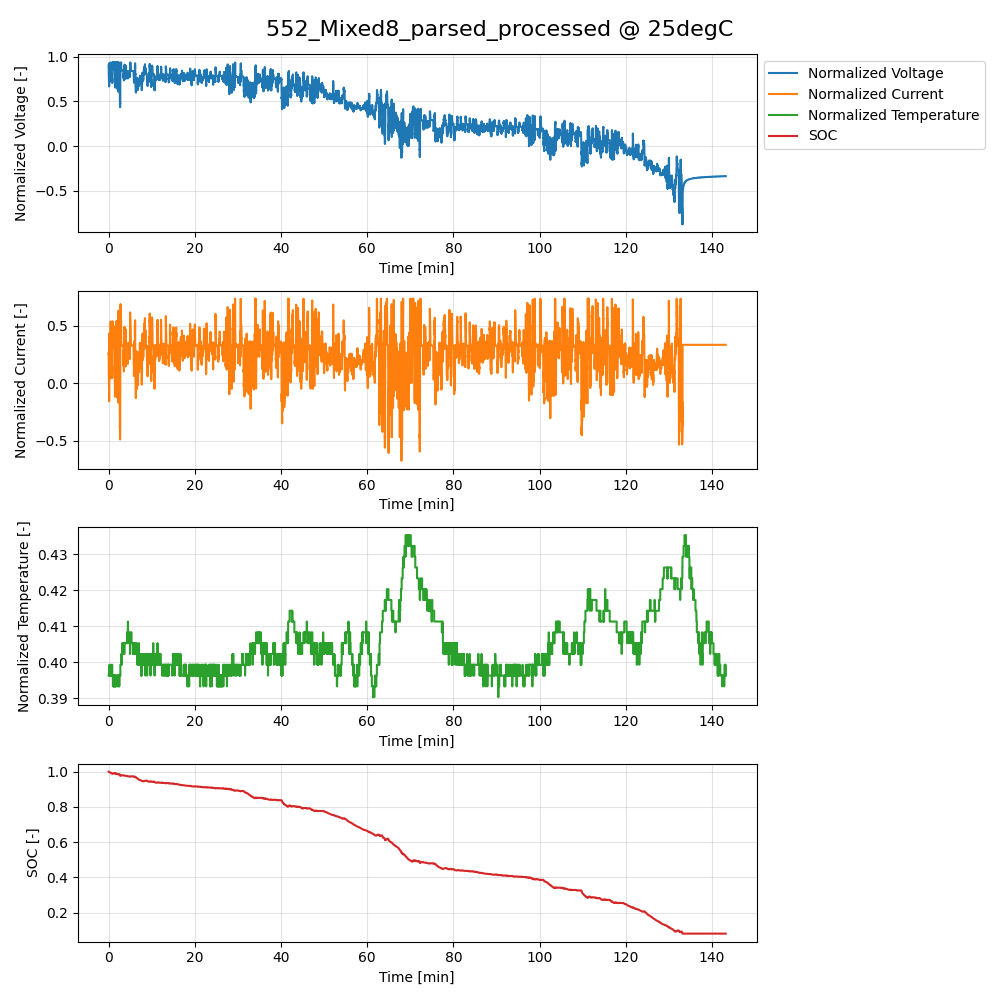 552_Mixed8_parsed_processed @ 25degC
Normalized Voltage [-]
1.0
0.5
0.0
−0.5
0 20 40 60 80 100 120 140
Time [min]
Normalized Voltage
Normalized Current
Normalized Temperature
SOC
Normalized Current [-]
0.5
0.0
−0.5
0 20 40 60 80 100 120 140
Time [min]
Normalized Temperature [-]
0.43
0.42
0.41
0.40
0.39
0 20 40 60 80 100 120 140
Time [min]
SOC [-]
1.0
0.8
0.6
0.4
0.2
0 20 40 60 80 100 120 140
Time [min]